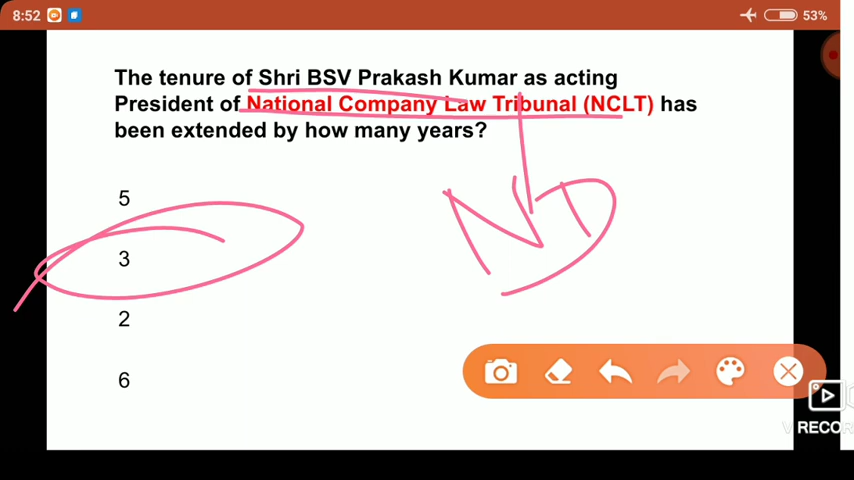 8:52
53%
The tenure of Shri BSV Prakash Kumar as acting
President of National Company Law Tribunal (NCLT) has
been extended by how many years?
5
3
2
6
ND
V RECOR